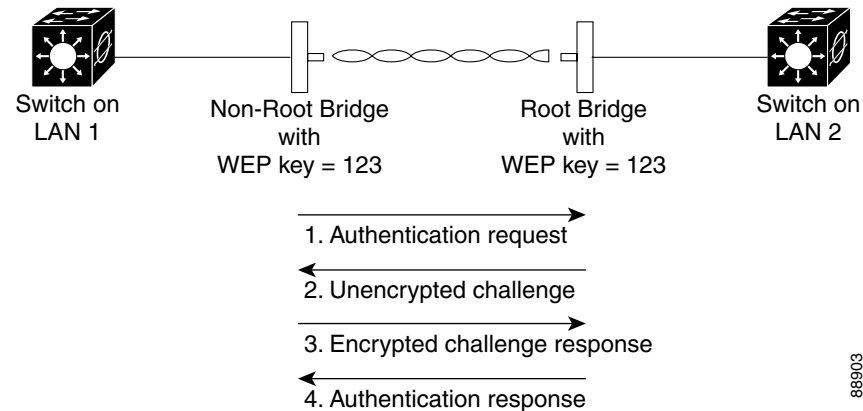 Switch on
LAN 1
Non-Root Bridge
with
WEP key = 123
Root Bridge
with
WEP key = 123
Switch on
LAN 2
1. Authentication request
2. Unencrypted challenge
3. Encrypted challenge response
4. Authentication response
88903